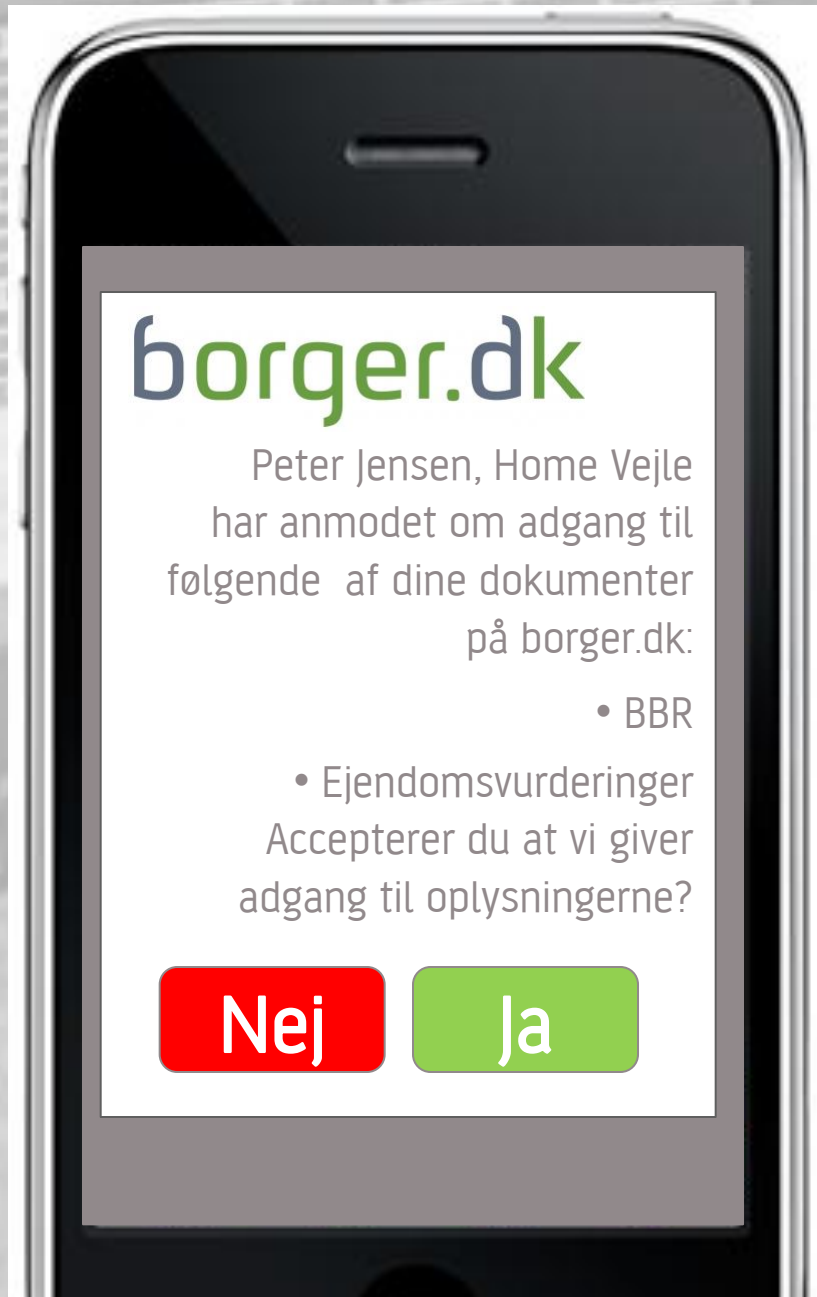 borger.dk
Peter Jensen, Home Vejle
har anmodet om adgang til
følgende af dine dokumenter
på borger.dk:
• BBR
• Ejendomsvurderinger
Accepterer du at vi giver
adgang til oplysningerne?
Nej Ja